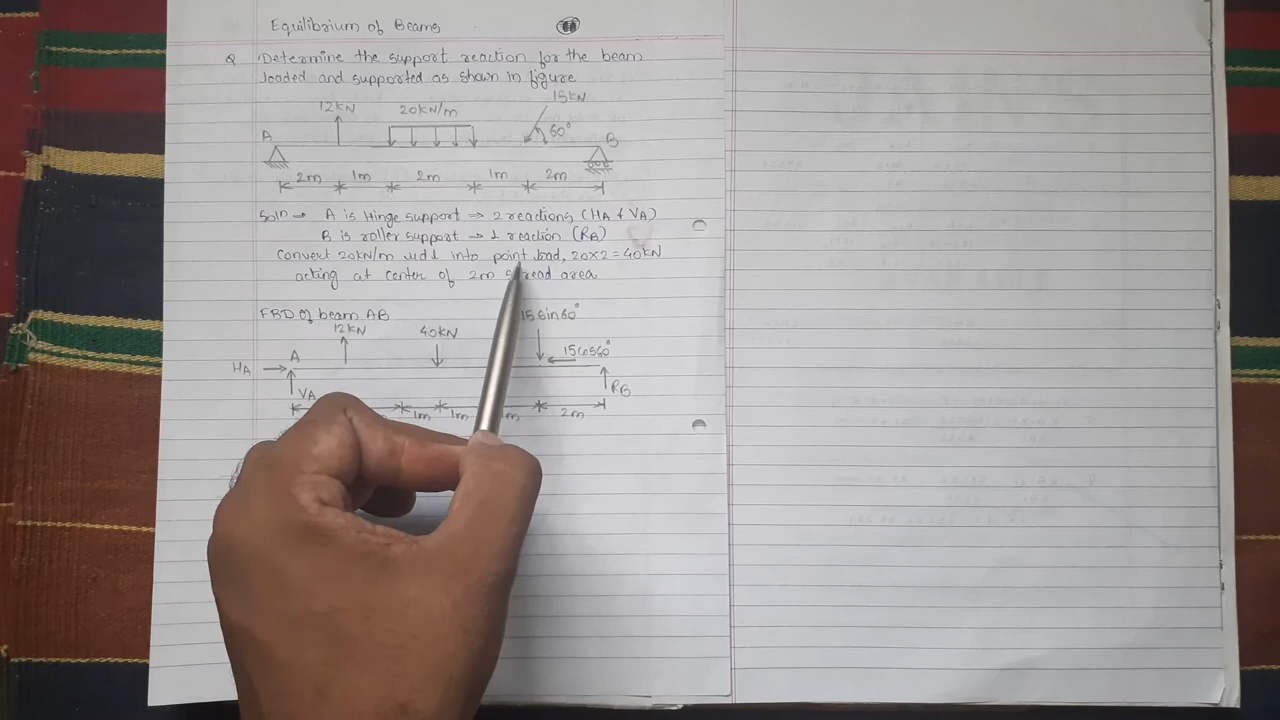 Equilibrium of Beams
Q Determine the support reaction for the beam
loaded and supported as shown in figure
12kN 20kN/m 15kN
A 60° B
2m 1m 2m 1m 2m
Soln → A is Hinge support → 2 reactions (HA & VA)
B is roller support → 1 reaction (RB)
Convert 20kN/m udl into point load, 20×2=40kN
acting at center of 2m area
FBD of beam AB
12kN 40kN 15sin60°
HA A 15cos60°
VA RB
1m 1m 2m